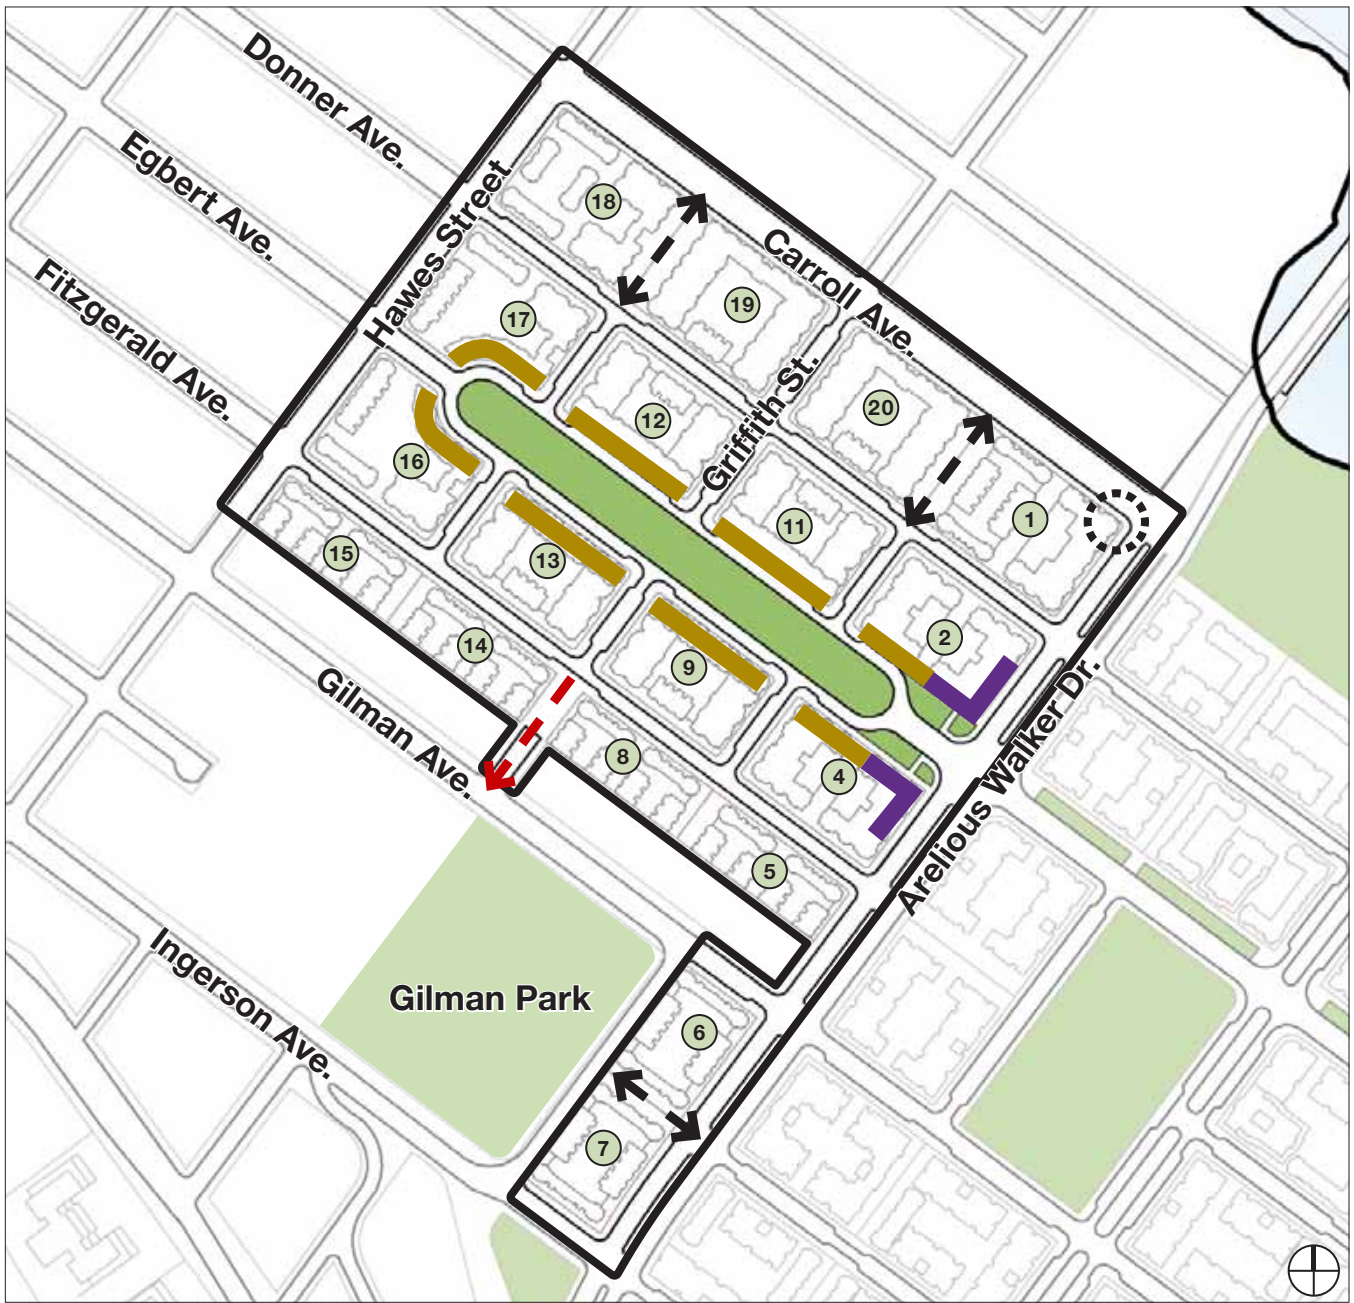 Donner Ave.
Egbert Ave.
Fitzgerald Ave.
Hawes Street
Carroll Ave.
Griffith St.
18
19
17
12
20
16
11
1
15
13
2
14
9
8
4
5
Gilman Ave.
Arelious Walker Dr.
Gilman Park
Ingerson Ave.
6
7